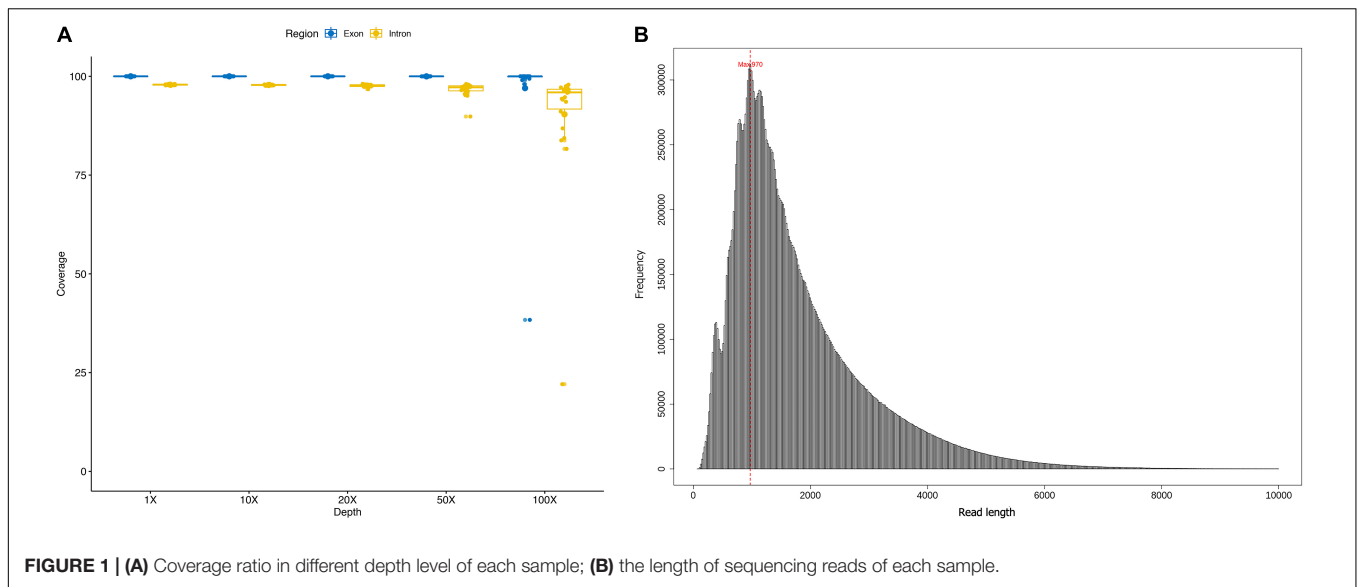 A
Region Exon Intron
100
75
50
25
0
Coverage
1X 10X 20X 50X 100X
Depth
B
Max 970
300000
250000
200000
150000
100000
50000
0
Frequency
0 2000 4000 6000 8000 10000
Read length
FIGURE 1 | (A) Coverage ratio in different depth level of each sample; (B) the length of sequencing reads of each sample.